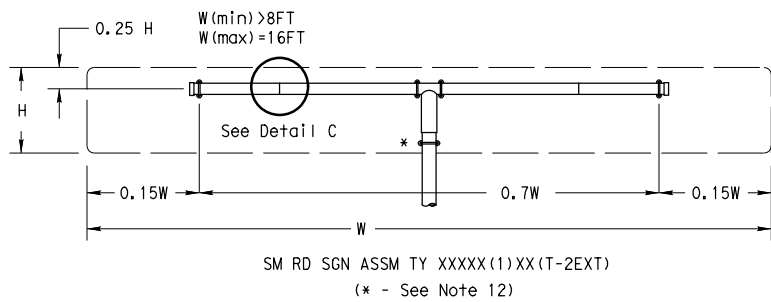 0.25 H
W(min) >8FT
W(max) =16FT
H
See Detail C
*
0.15W
0.7W
0.15W
W
SM RD SGN ASSM TY XXXXX(1)XX(T-2EXT)
(* - See Note 12)